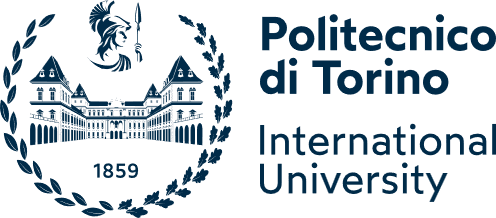 1859
Politecnico
di Torino
International
University